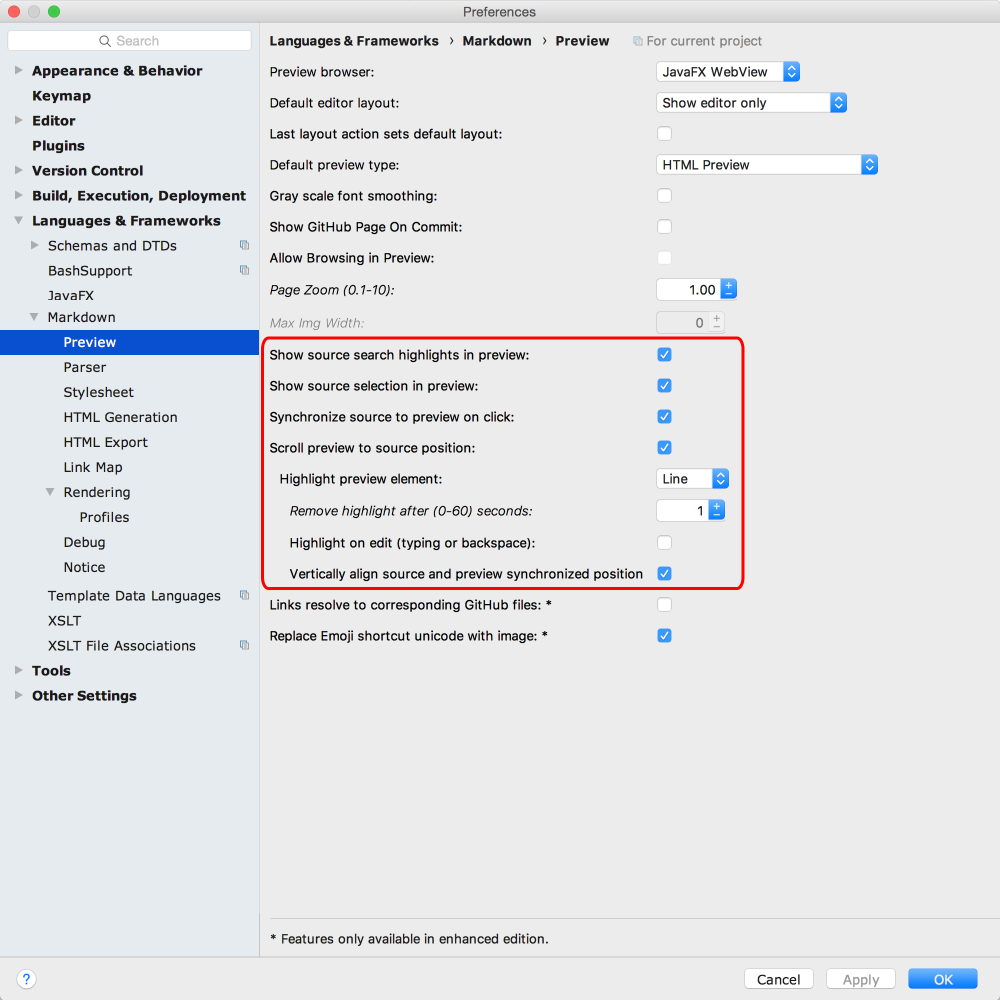 Preferences
Search
Appearance & Behavior
Keymap
Editor
Plugins
Version Control
Build, Execution, Deployment
Languages & Frameworks
Schemas and DTDs
BashSupport
JavaFX
Markdown
Preview
Parser
Stylesheet
HTML Generation
HTML Export
Link Map
Rendering
Profiles
Debug
Notice
Template Data Languages
XSLT
XSLT File Associations
Tools
Other Settings
Languages & Frameworks › Markdown › Preview For current project
Preview browser: JavaFX WebView
Default editor layout: Show editor only
Last layout action sets default layout:
Default preview type: HTML Preview
Gray scale font smoothing:
Show GitHub Page On Commit:
Allow Browsing in Preview:
Page Zoom (0.1-10): 1.00
Max Img Width: 0
Show source search highlights in preview:
Show source selection in preview:
Synchronize source to preview on click:
Scroll preview to source position:
Highlight preview element: Line
Remove highlight after (0-60) seconds: 1
Highlight on edit (typing or backspace):
Vertically align source and preview synchronized position
Links resolve to corresponding GitHub files: *
Replace Emoji shortcut unicode with image: *
* Features only available in enhanced edition.
? Cancel Apply OK